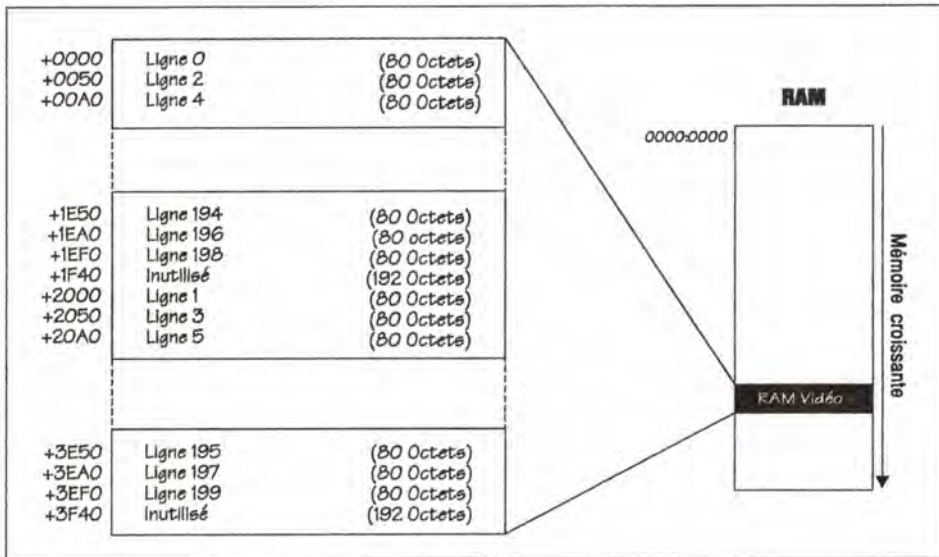 +0000 Ligne 0 (80 Octets)
+0050 Ligne 2 (80 Octets)
+00A0 Ligne 4 (80 Octets)
+1E50 Ligne 194 (80 Octets)
+1EA0 Ligne 196 (80 octets)
+1EF0 Ligne 198 (80 Octets)
+1F40 Inutilisé (192 Octets)
+2000 Ligne 1 (80 Octets)
+2050 Ligne 3 (80 Octets)
+20A0 Ligne 5 (80 Octets)
+3E50 Ligne 195 (80 Octets)
+3EA0 Ligne 197 (80 Octets)
+3EF0 Ligne 199 (80 Octets)
+3F40 Inutilisé (192 Octets)
RAM
0000:0000
RAM Vidéo
Mémoire croissante